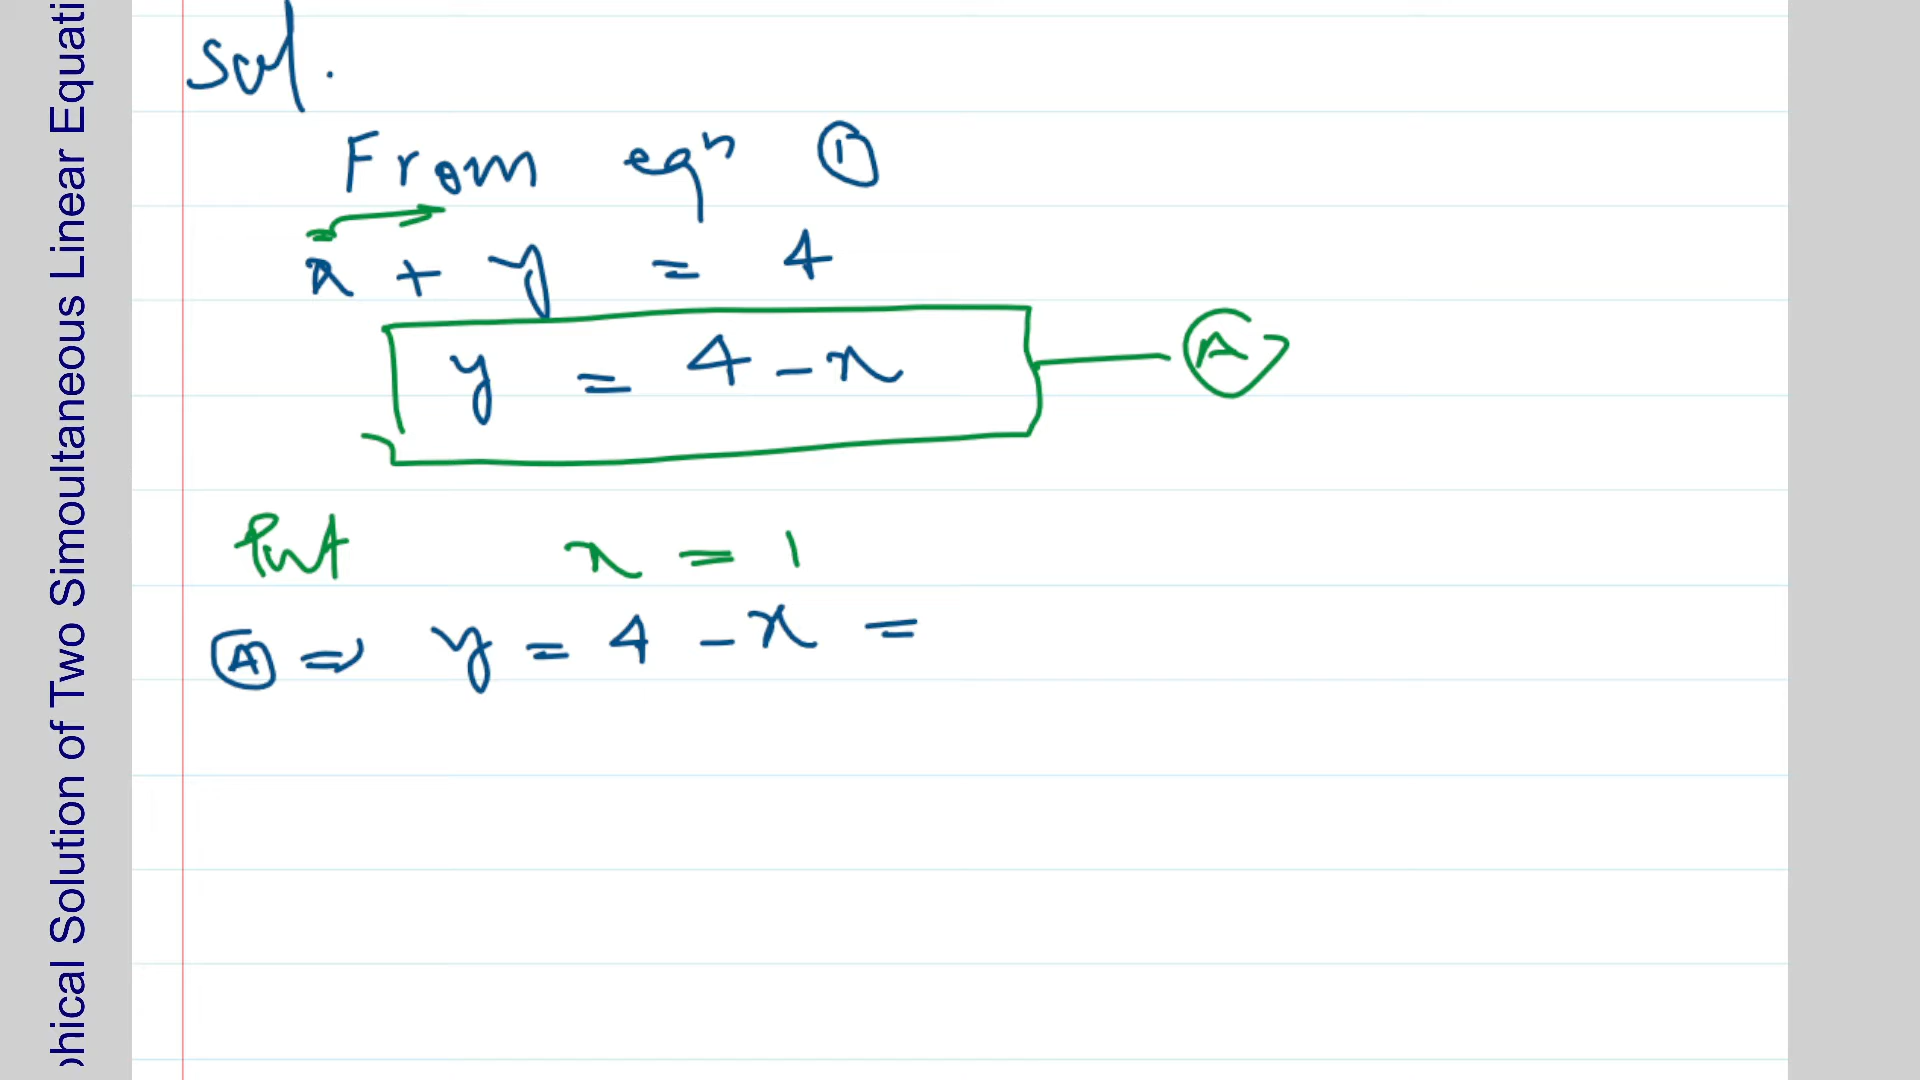 phical Solution of Two Simoultaneous Linear Equati
Sol.
From eqⁿ ①
x + y = 4
y = 4 - x Ⓐ
Put x = 1
Ⓐ ⇒ y = 4 - x =